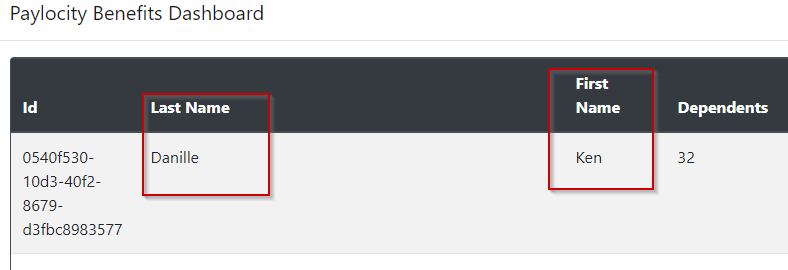 Paylocity Benefits Dashboard
Id
Last Name
First
Name
Dependents
0540f530-
10d3-40f2-
8679-
d3fbc8983577
Danille
Ken
32